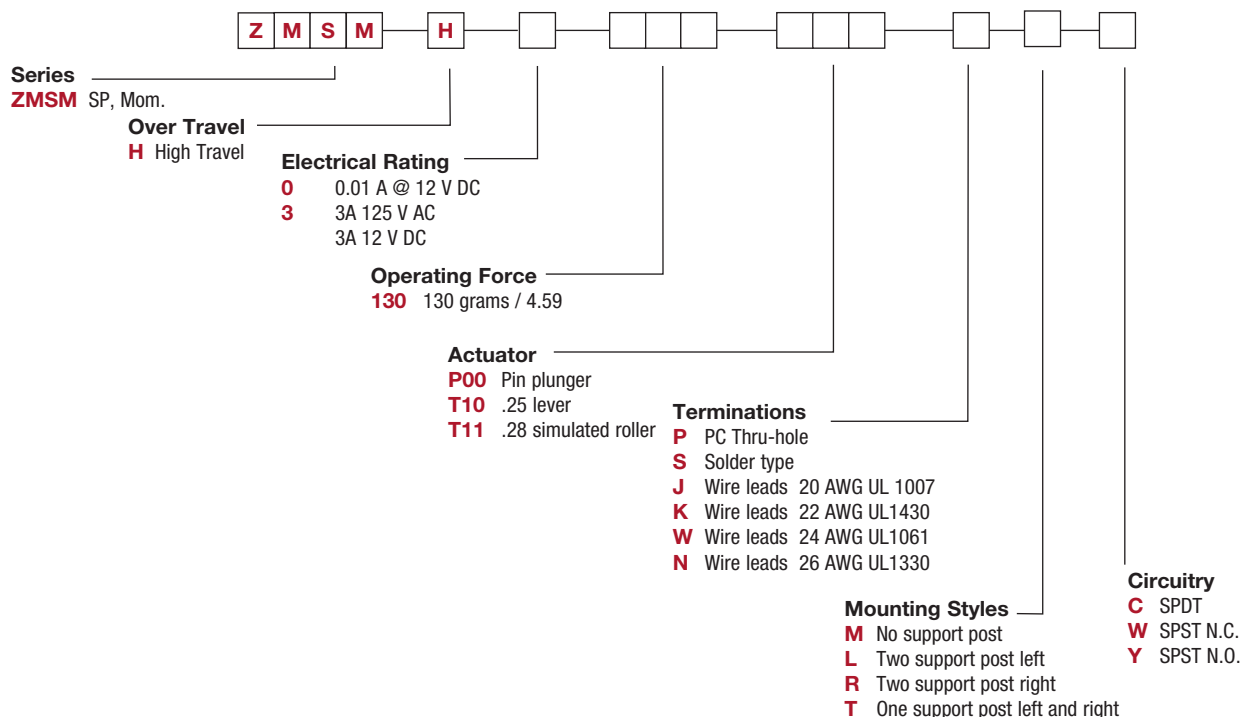 Z M S M H
Series
ZMSM SP, Mom.
Over Travel
H High Travel
Electrical Rating
0 0.01 A @ 12 V DC
3 3A 125 V AC
3A 12 V DC
Operating Force
130 130 grams / 4.59
Actuator
P00 Pin plunger
T10 .25 lever
T11 .28 simulated roller
Terminations
P PC Thru-hole
S Solder type
J Wire leads 20 AWG UL 1007
K Wire leads 22 AWG UL1430
W Wire leads 24 AWG UL1061
N Wire leads 26 AWG UL1330
Mounting Styles
M No support post
L Two support post left
R Two support post right
T One support post left and right
Circuitry
C SPDT
W SPST N.C.
Y SPST N.O.